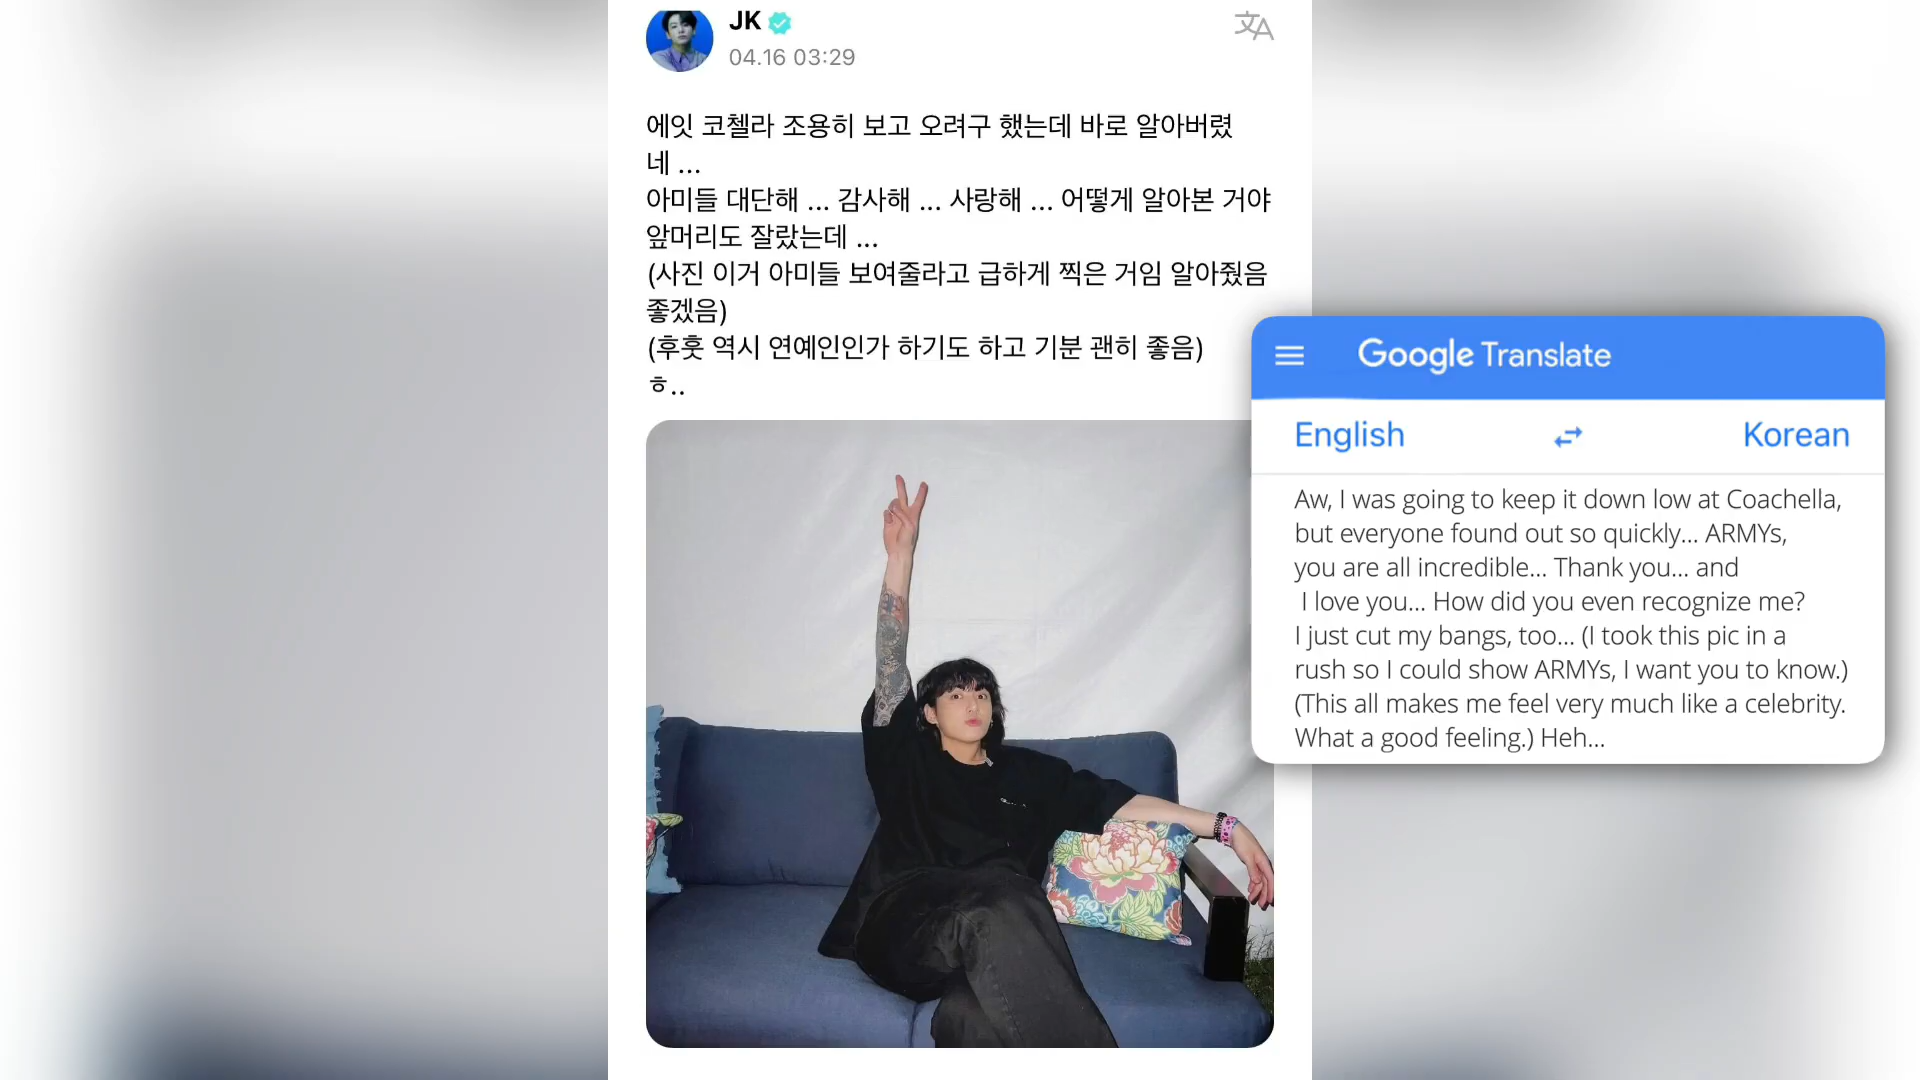 JK
04.16 03:29
에잇 코첼라 조용히 보고 오려구 했는데 바로 알아버렸
네 ...
아미들 대단해 ... 감사해 ... 사랑해 ... 어떻게 알아본 거야
앞머리도 잘랐는데 ...
(사진 이거 아미들 보여줄라고 급하게 찍은 거임 알아줬음
좋겠음)
(후훗 역시 연예인인가 하기도 하고 기분 괜히 좋음)
ㅎ..
Google Translate
English
Korean
Aw, I was going to keep it down low at Coachella,
but everyone found out so quickly... ARMYs,
you are all incredible... Thank you... and
I love you... How did you even recognize me?
I just cut my bangs, too... (I took this pic in a
rush so I could show ARMYs, I want you to know.)
(This all makes me feel very much like a celebrity.
What a good feeling.) Heh...